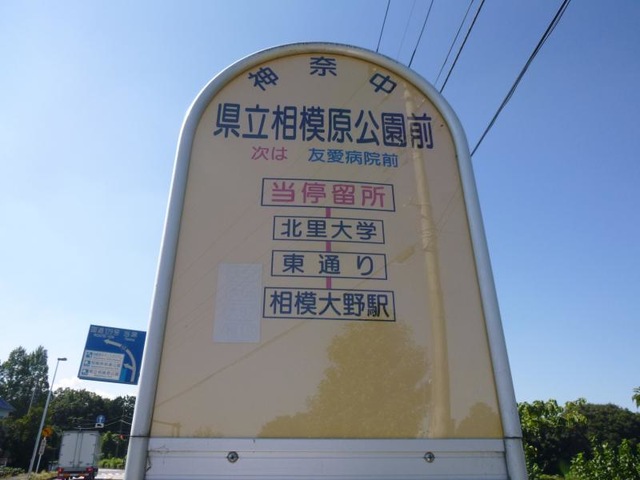 神奈中
県立相模原公園前
次は 友愛病院前
当停留所
北里大学
東通り
相模大野駅